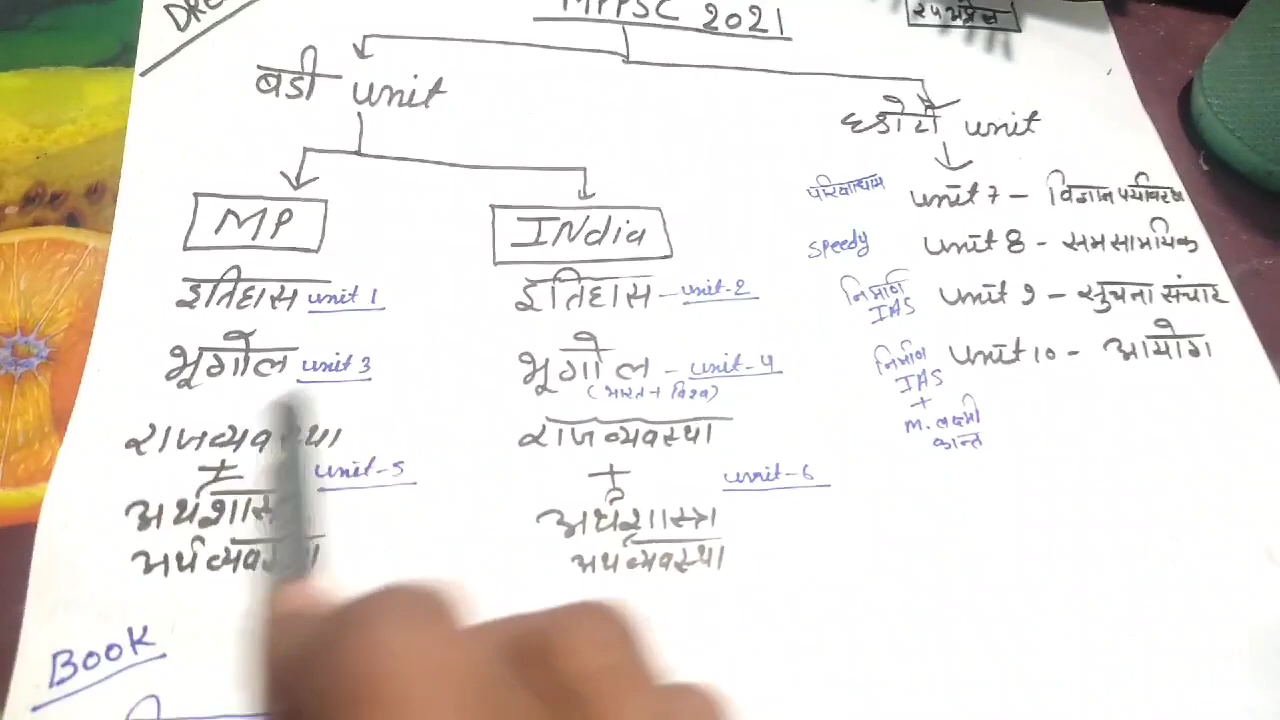 MPPSC 2021
२५ अप्रैल
बडी unit
छोटी unit
MP
INdia
इतिहास unit 1
भूगोल unit 3
राजव्यवस्था
+
unit-5
अर्थशास्त्र
अर्थव्यवस्था
इतिहास - unit-2
भूगोल - unit-4
(भारत + विश्व)
राजव्यवस्था
+
unit-6
अर्थशास्त्र
अर्थव्यवस्था
परिक्षाधाम unit 7 - विज्ञान पर्यावरण
speedy unit 8 - समसामयिक
निर्माण IAS unit 9 - सुचना संचार
निर्माण IAS unit 10 - आयोग
+
M. लक्ष्मी
कान्त
BOOK